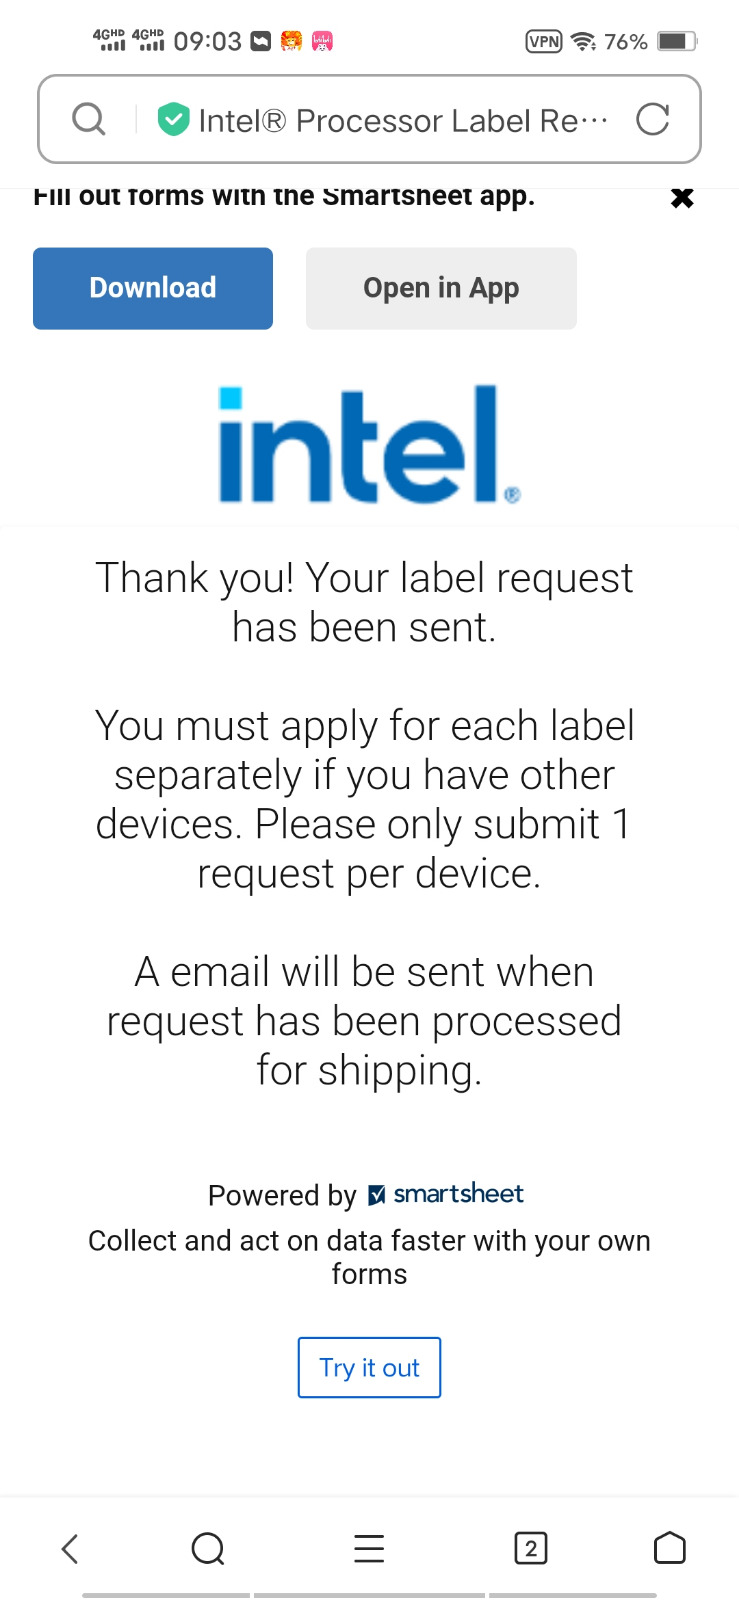 4GHD 4GHD 09:03 VPN 76%
Intel® Processor Label Re···
Fill out forms with the Smartsheet app.
Download Open in App
intel®
Thank you! Your label request
has been sent.
You must apply for each label
separately if you have other
devices. Please only submit 1
request per device.
A email will be sent when
request has been processed
for shipping.
Powered by smartsheet
Collect and act on data faster with your own
forms
Try it out
2